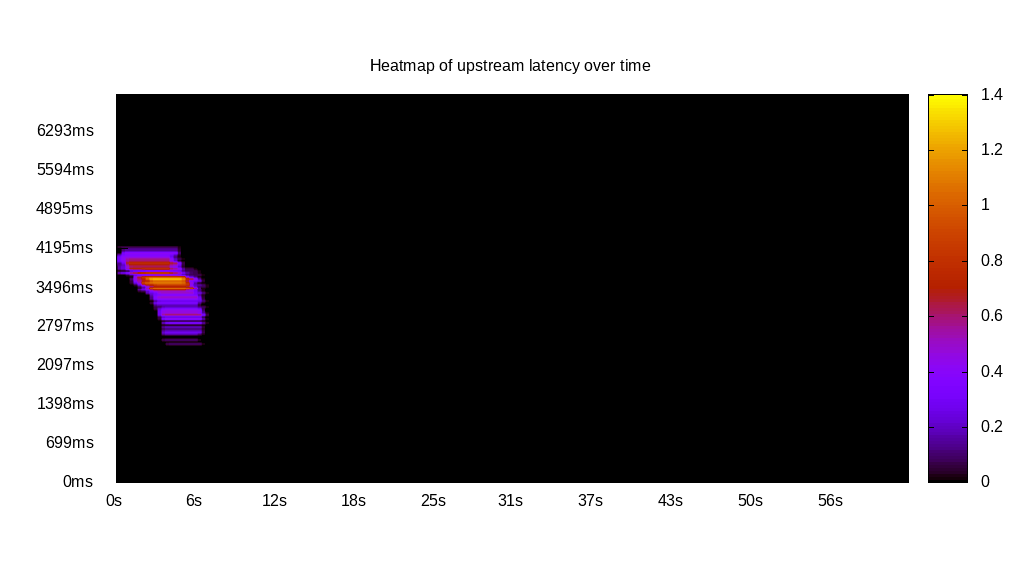 Heatmap of upstream latency over time
6293ms
5594ms
4895ms
4195ms
3496ms
2797ms
2097ms
1398ms
699ms
0ms
0s 6s 12s 18s 25s 31s 37s 43s 50s 56s
1.4
1.2
1
0.8
0.6
0.4
0.2
0